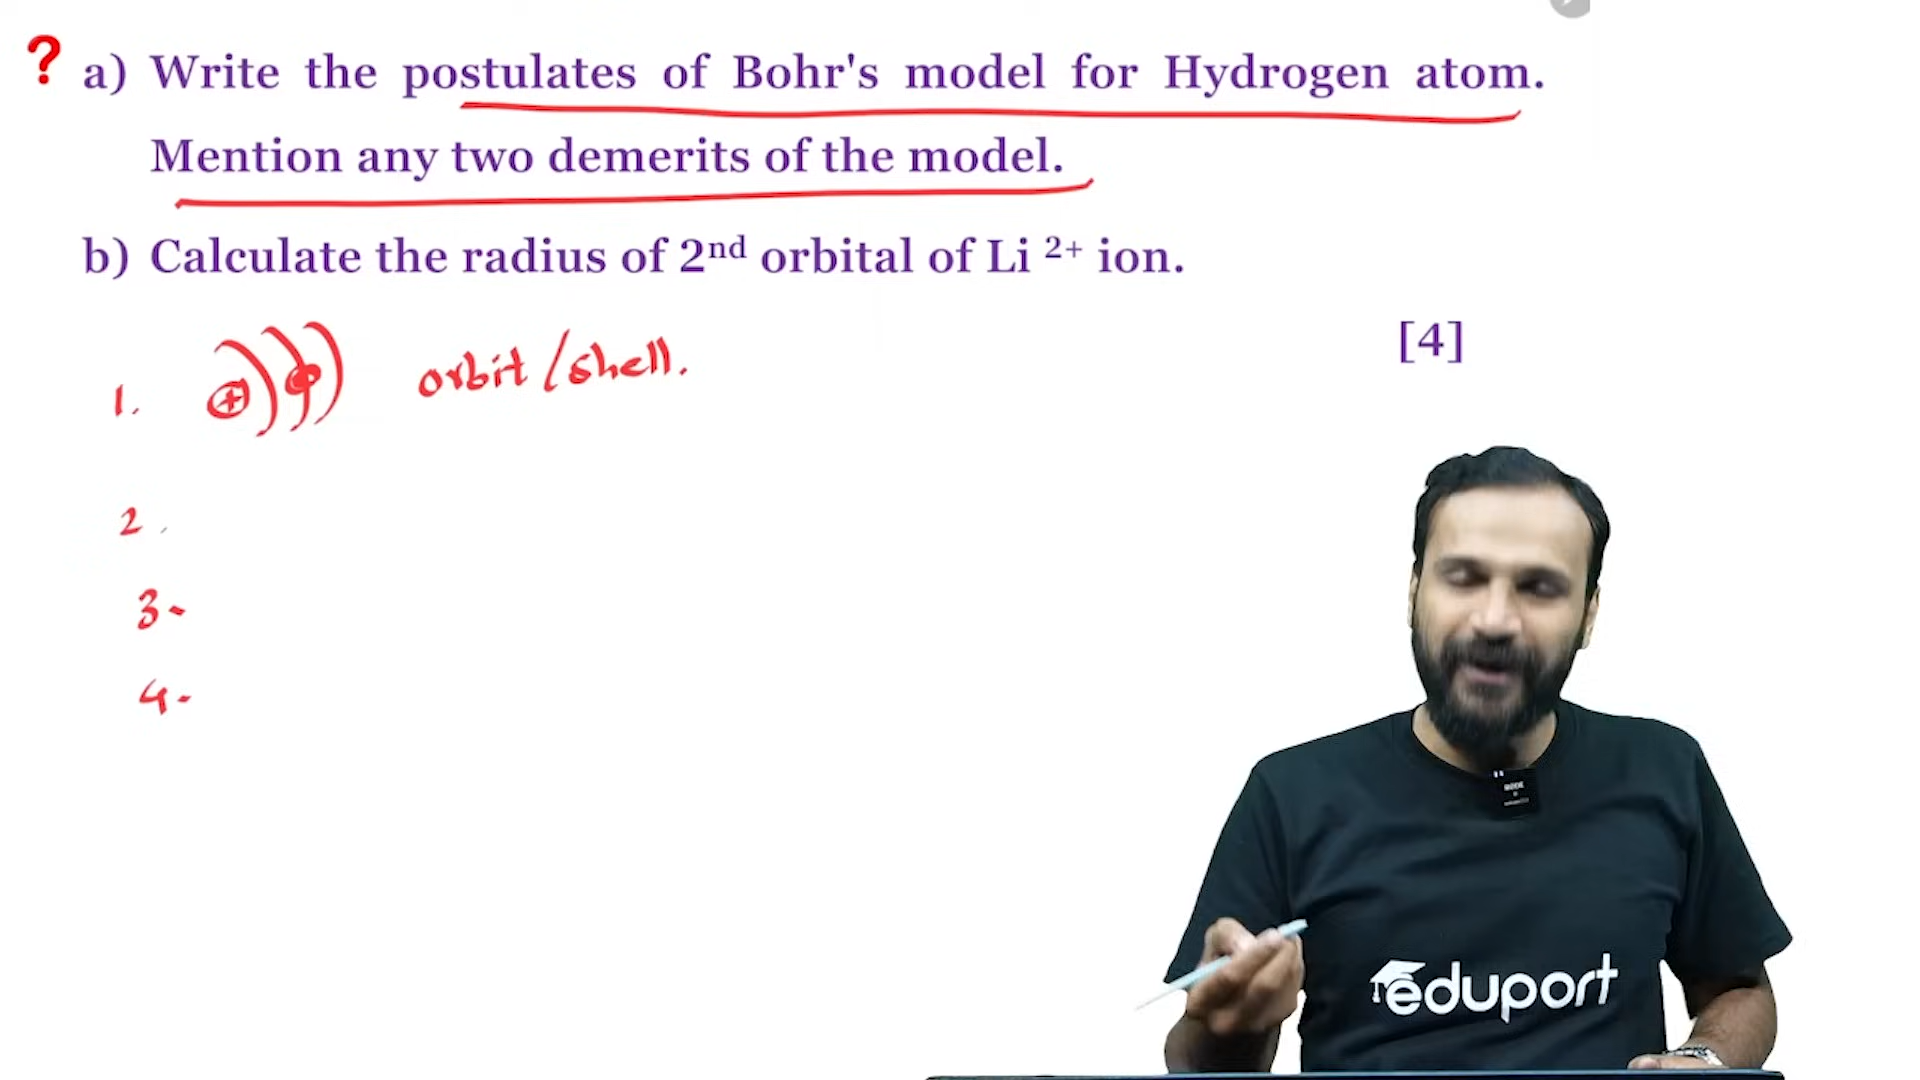 ? a) Write the postulates of Bohr's model for Hydrogen atom.
Mention any two demerits of the model.
b) Calculate the radius of 2nd orbital of Li 2+ ion.
[4]
1. + orbit/shell.
2.
3.
4.
RODE
eduport